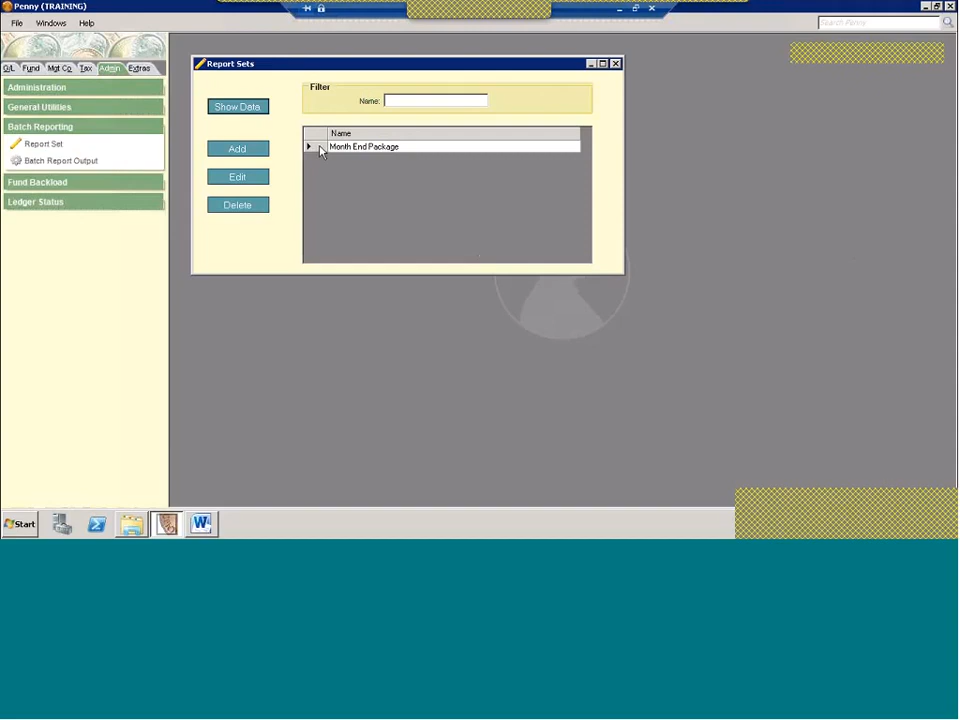 Penny (TRAINING)
File Windows Help
Search Penny
G/L Fund Mgt Co Tax Admin Extras
Administration
General Utilities
Batch Reporting
Report Set
Batch Report Output
Fund Backload
Ledger Status
Report Sets
Show Data
Add
Edit
Delete
Filter
Name:
Name
Month End Package
Start